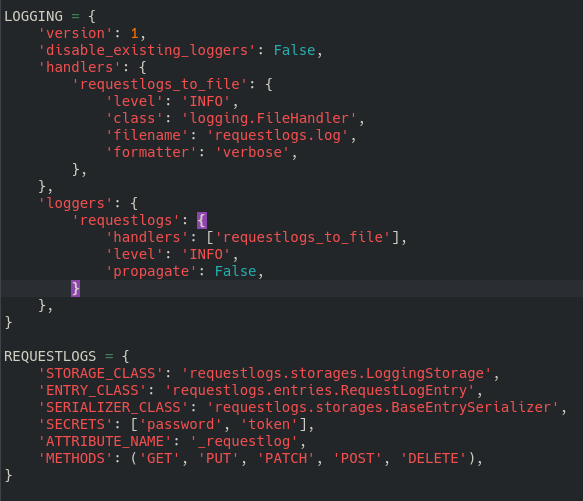 LOGGING = {
    'version': 1,
    'disable_existing_loggers': False,
    'handlers': {
        'requestlogs_to_file': {
            'level': 'INFO',
            'class': 'logging.FileHandler',
            'filename': 'requestlogs.log',
            'formatter': 'verbose',
        },
    },
    'loggers': {
        'requestlogs': {
            'handlers': ['requestlogs_to_file'],
            'level': 'INFO',
            'propagate': False,
        }
    },
}

REQUESTLOGS = {
    'STORAGE_CLASS': 'requestlogs.storages.LoggingStorage',
    'ENTRY_CLASS': 'requestlogs.entries.RequestLogEntry',
    'SERIALIZER_CLASS': 'requestlogs.storages.BaseEntrySerializer',
    'SECRETS': ['password', 'token'],
    'ATTRIBUTE_NAME': '_requestlog',
    'METHODS': ('GET', 'PUT', 'PATCH', 'POST', 'DELETE'),
}